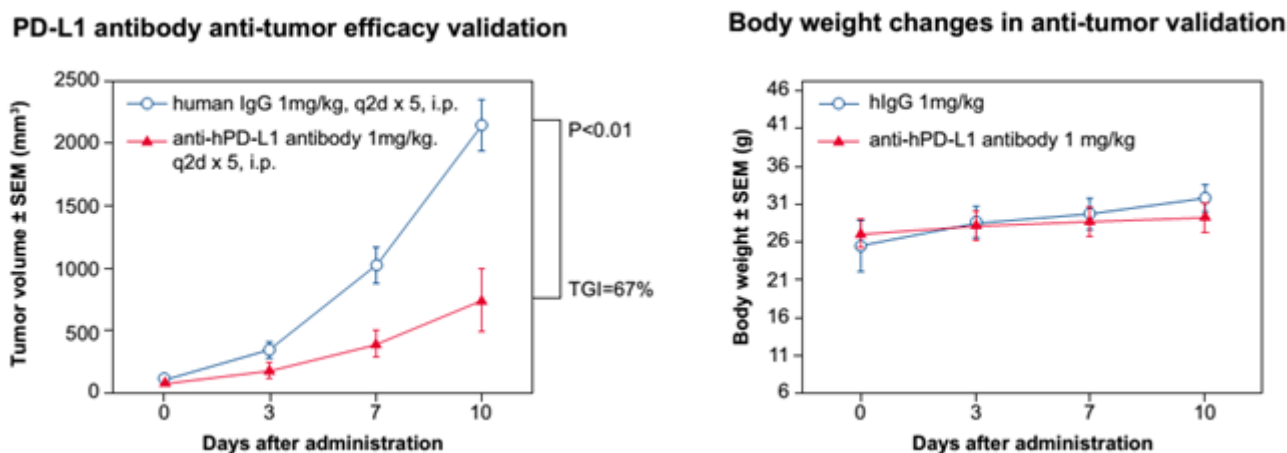 PD-L1 antibody anti-tumor efficacy validation
Tumor volume ± SEM (mm³)
2500
2000
1500
1000
500
0
human IgG 1mg/kg, q2d x 5, i.p.
anti-hPD-L1 antibody 1mg/kg.
q2d x 5, i.p.
P<0.01
TGI=67%
0 3 7 10
Days after administration
Body weight changes in anti-tumor validation
Body weight ± SEM (g)
46
41
36
31
26
21
16
11
6
hIgG 1mg/kg
anti-hPD-L1 antibody 1 mg/kg
0 3 7 10
Days after administration